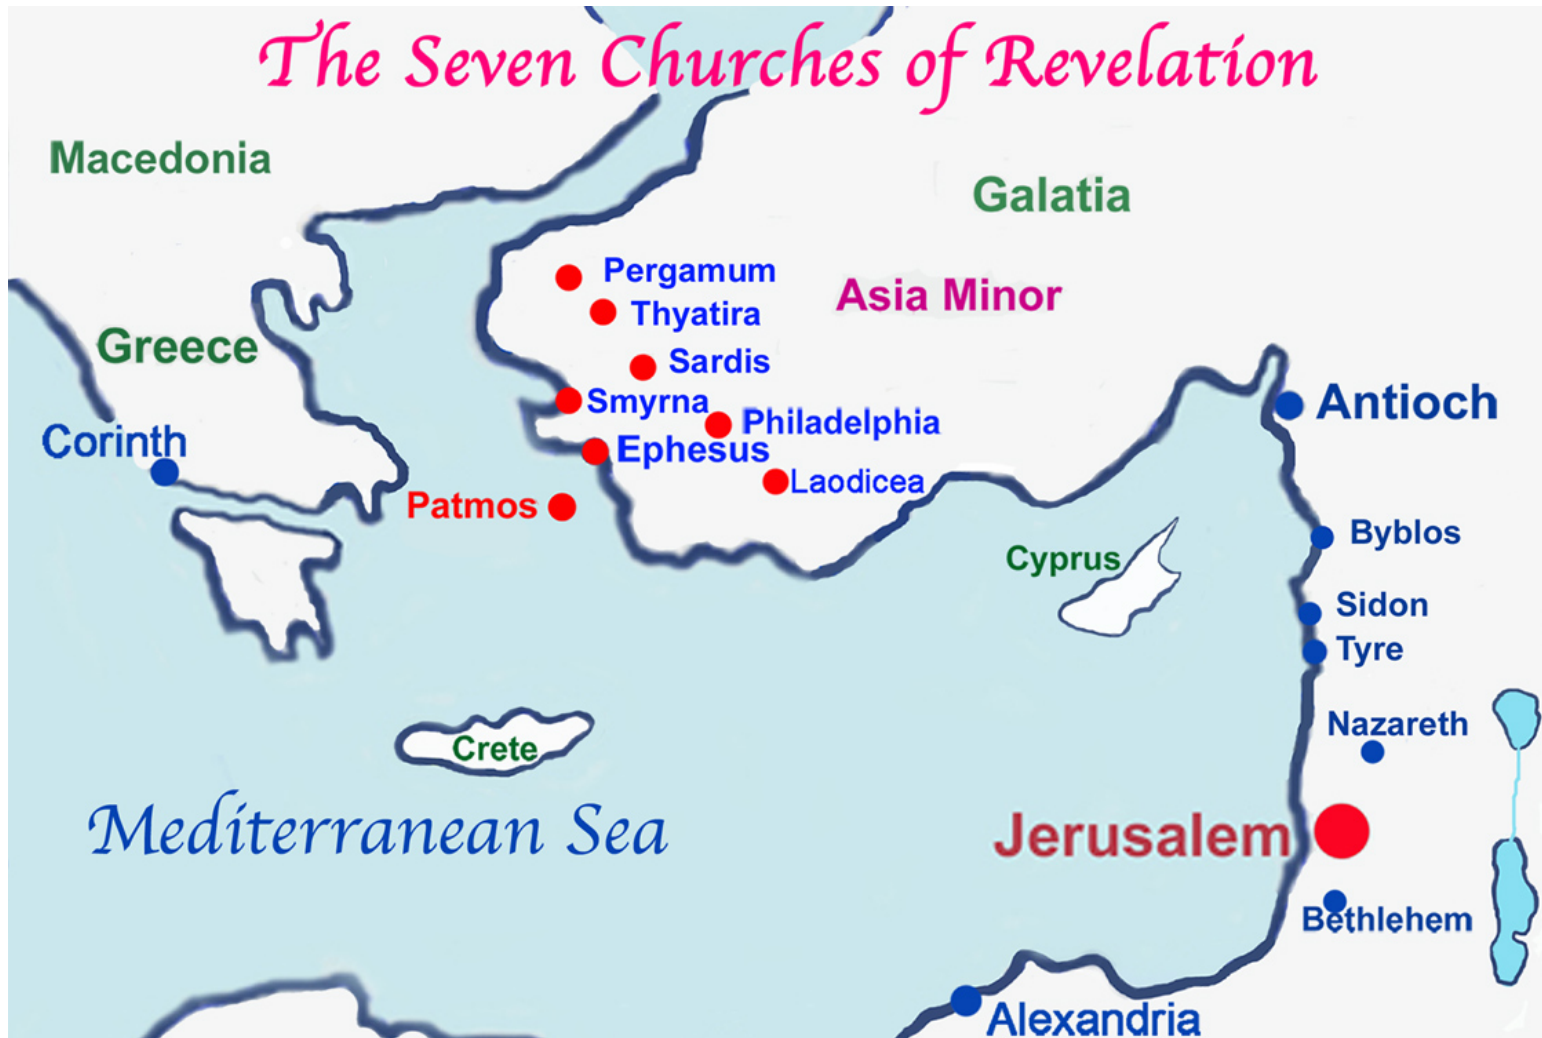 The Seven Churches of Revelation
Macedonia
Galatia
Pergamum
Asia Minor
Thyatira
Greece
Sardis
Smyrna
Antioch
Philadelphia
Corinth
Ephesus
Laodicea
Patmos
Byblos
Cyprus
Sidon
Tyre
Nazareth
Crete
Mediterranean Sea
Jerusalem
Bethlehem
Alexandria